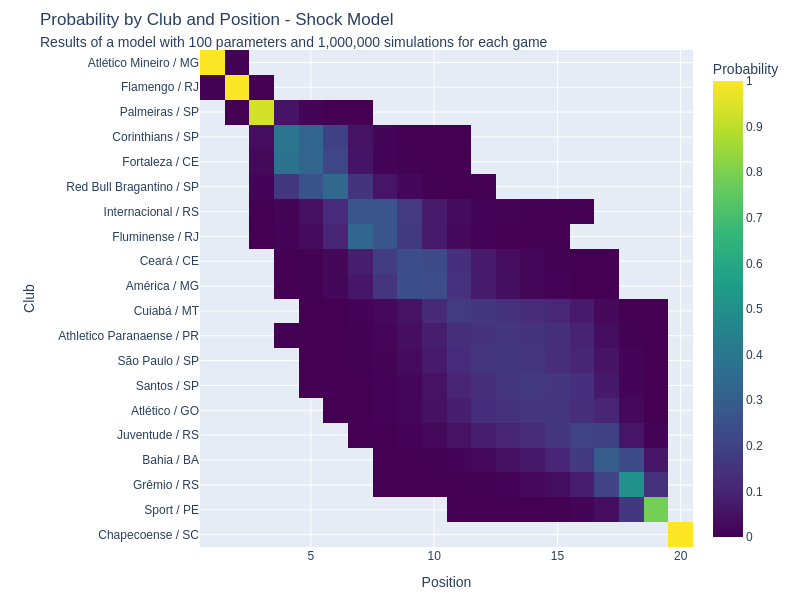 Probability by Club and Position - Shock Model
Results of a model with 100 parameters and 1,000,000 simulations for each game
Probability
Atlético Mineiro / MG
Flamengo / RJ
Palmeiras / SP
Corinthians / SP
Fortaleza / CE
Red Bull Bragantino / SP
Internacional / RS
Fluminense / RJ
Ceará / CE
América / MG
Cuiabá / MT
Athletico Paranaense / PR
São Paulo / SP
Santos / SP
Atlético / GO
Juventude / RS
Bahia / BA
Grêmio / RS
Sport / PE
Chapecoense / SC
Club
5
10
15
20
Position
1
0.9
0.8
0.7
0.6
0.5
0.4
0.3
0.2
0.1
0